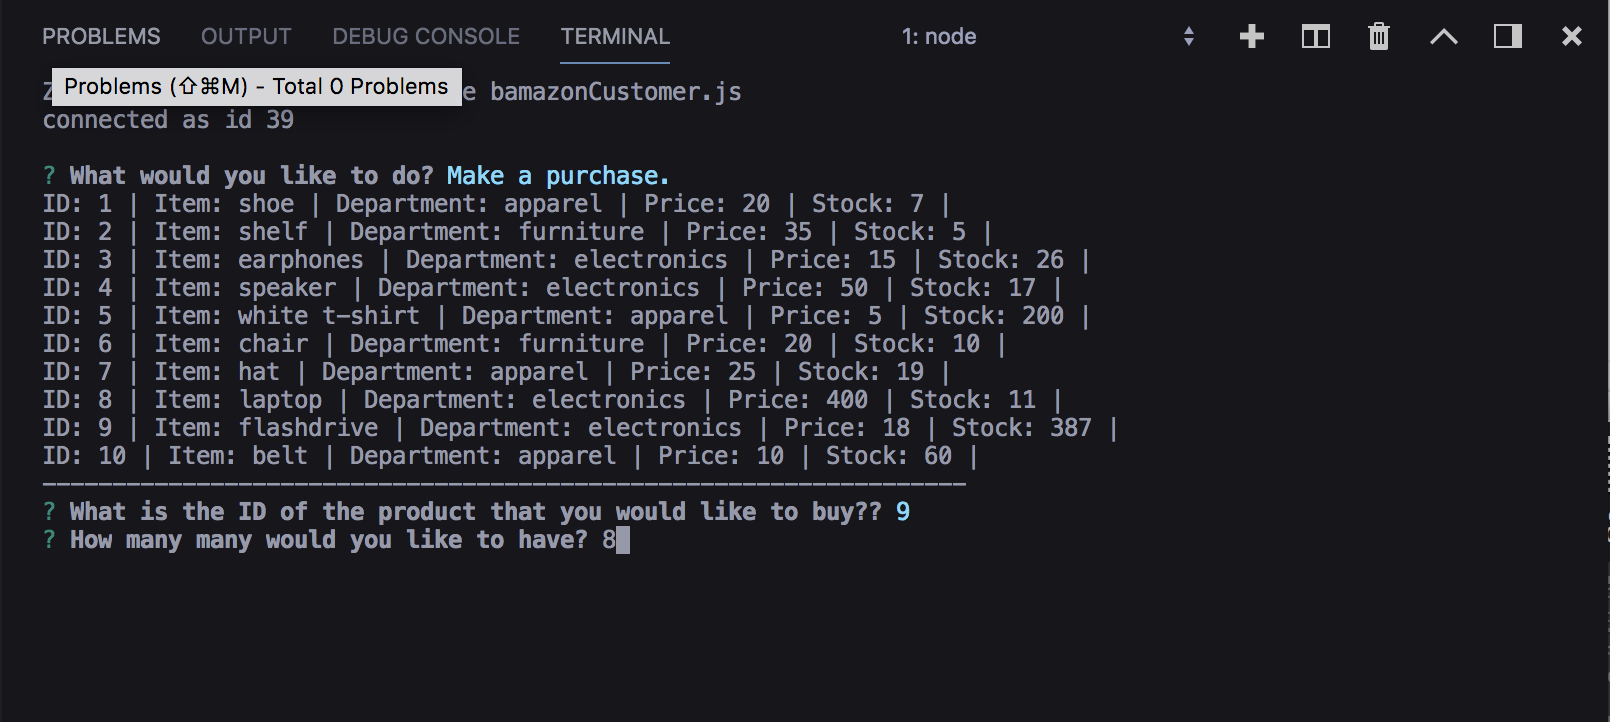 PROBLEMS OUTPUT DEBUG CONSOLE TERMINAL 1: node
Problems (⇧⌘M) - Total 0 Problems
e bamazonCustomer.js
connected as id 39
? What would you like to do? Make a purchase.
ID: 1 | Item: shoe | Department: apparel | Price: 20 | Stock: 7 |
ID: 2 | Item: shelf | Department: furniture | Price: 35 | Stock: 5 |
ID: 3 | Item: earphones | Department: electronics | Price: 15 | Stock: 26 |
ID: 4 | Item: speaker | Department: electronics | Price: 50 | Stock: 17 |
ID: 5 | Item: white t-shirt | Department: apparel | Price: 5 | Stock: 200 |
ID: 6 | Item: chair | Department: furniture | Price: 20 | Stock: 10 |
ID: 7 | Item: hat | Department: apparel | Price: 25 | Stock: 19 |
ID: 8 | Item: laptop | Department: electronics | Price: 400 | Stock: 11 |
ID: 9 | Item: flashdrive | Department: electronics | Price: 18 | Stock: 387 |
ID: 10 | Item: belt | Department: apparel | Price: 10 | Stock: 60 |
------------------------------------------------------------------
? What is the ID of the product that you would like to buy?? 9
? How many many would you like to have? 8